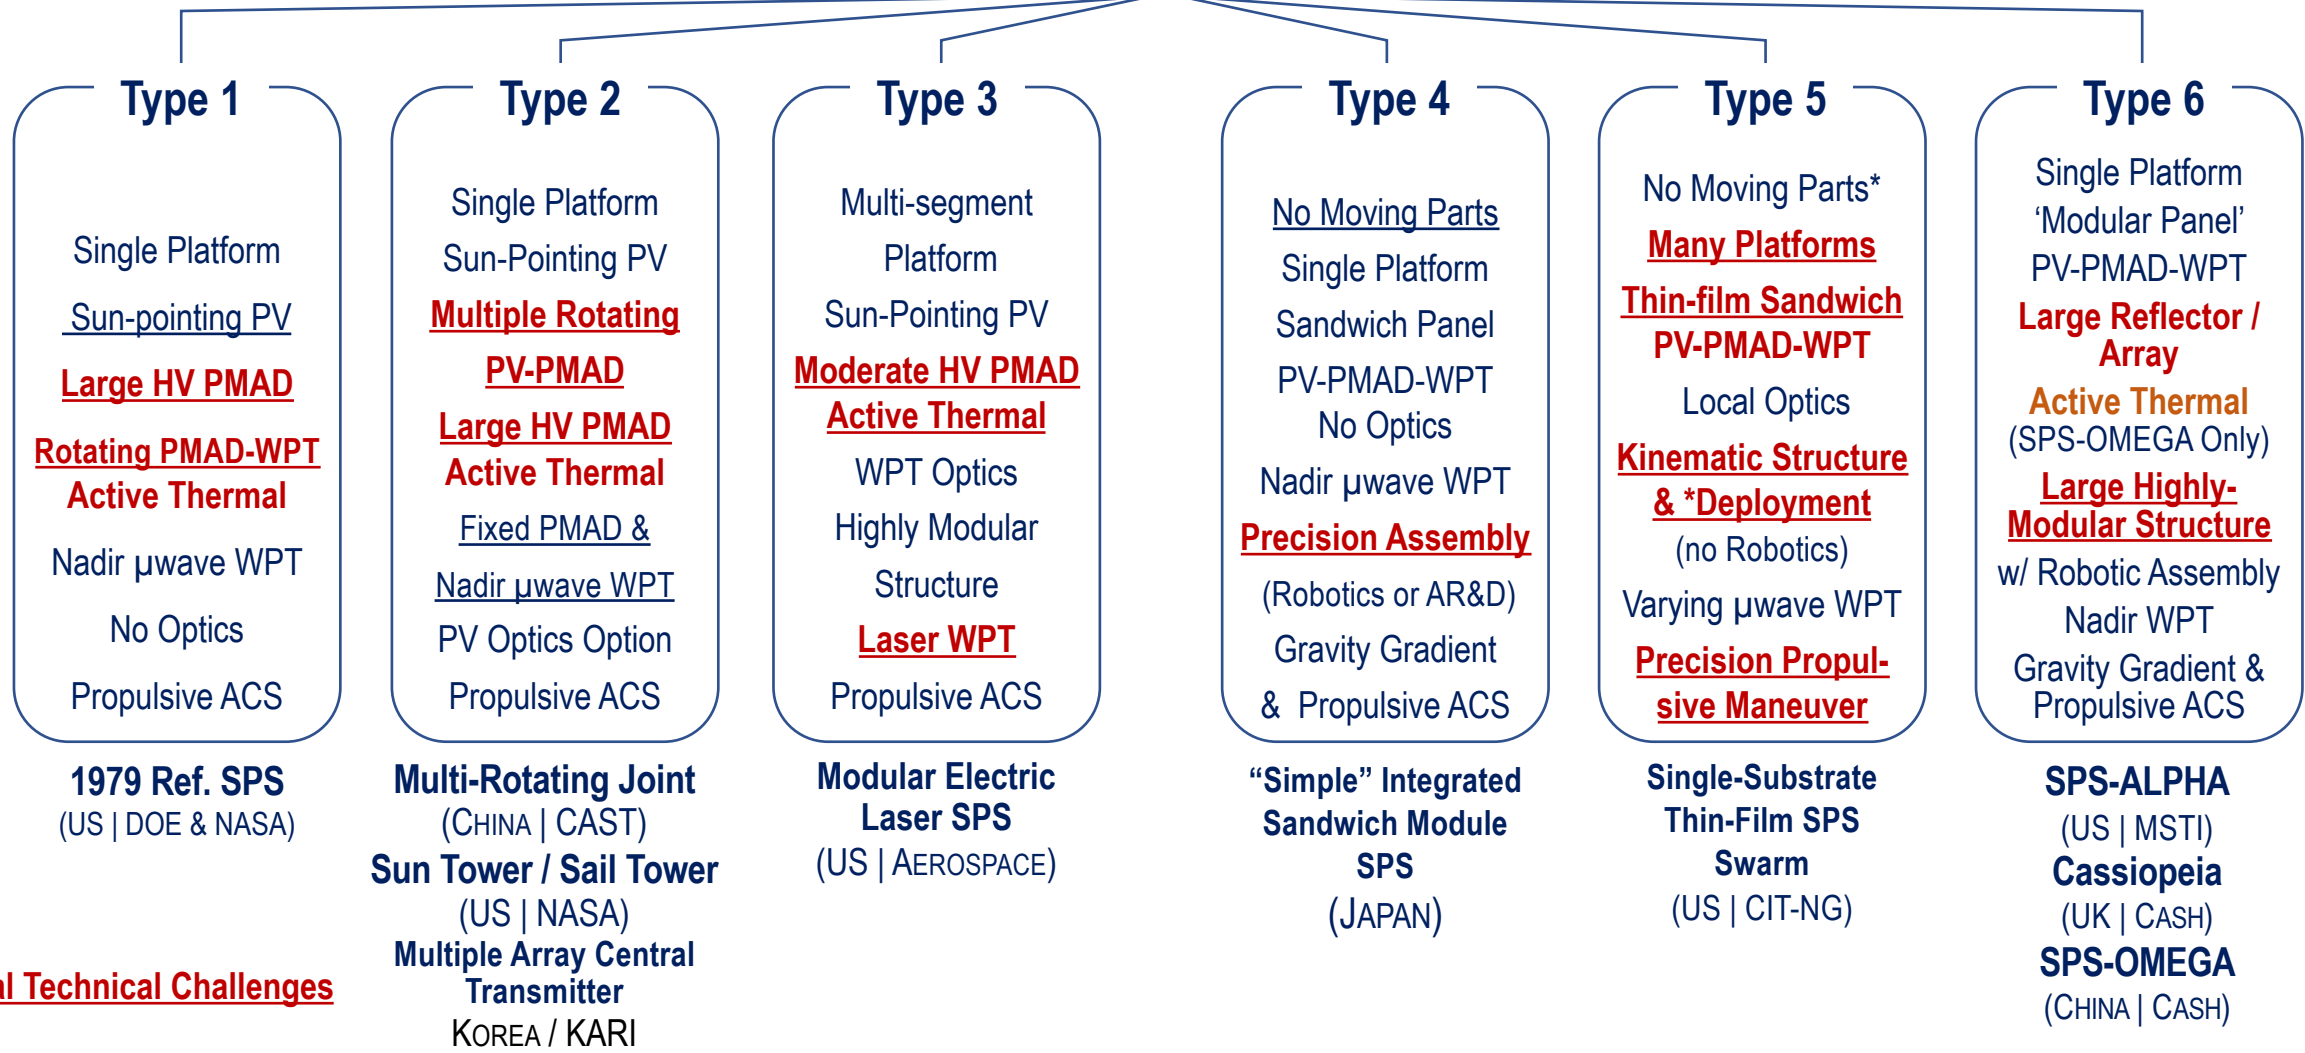 Type 1
Single Platform
Sun-pointing PV
Large HV PMAD
Rotating PMAD-WPT
Active Thermal
Nadir µwave WPT
No Optics
Propulsive ACS
1979 Ref. SPS
(US | DOE & NASA)
Type 2
Single Platform
Sun-Pointing PV
Multiple Rotating
PV-PMAD
Large HV PMAD
Active Thermal
Fixed PMAD &
Nadir µwave WPT
PV Optics Option
Propulsive ACS
Multi-Rotating Joint
(CHINA | CAST)
Sun Tower / Sail Tower
(US | NASA)
Multiple Array Central
Transmitter
KOREA / KARI
Type 3
Multi-segment
Platform
Sun-Pointing PV
Moderate HV PMAD
Active Thermal
WPT Optics
Highly Modular
Structure
Laser WPT
Propulsive ACS
Modular Electric
Laser SPS
(US | AEROSPACE)
Type 4
No Moving Parts
Single Platform
Sandwich Panel
PV-PMAD-WPT
No Optics
Nadir µwave WPT
Precision Assembly
(Robotics or AR&D)
Gravity Gradient
& Propulsive ACS
“Simple” Integrated
Sandwich Module
SPS
(JAPAN)
Type 5
No Moving Parts*
Many Platforms
Thin-film Sandwich
PV-PMAD-WPT
Local Optics
Kinematic Structure
& *Deployment
(no Robotics)
Varying µwave WPT
Precision Propul-
sive Maneuver
Single-Substrate
Thin-Film SPS
Swarm
(US | CIT-NG)
Type 6
Single Platform
‘Modular Panel’
PV-PMAD-WPT
Large Reflector /
Array
Active Thermal
(SPS-OMEGA Only)
Large Highly-
Modular Structure
w/ Robotic Assembly
Nadir WPT
Gravity Gradient &
Propulsive ACS
SPS-ALPHA
(US | MSTI)
Cassiopeia
(UK | CASH)
SPS-OMEGA
(CHINA | CASH)
Technical Challenges